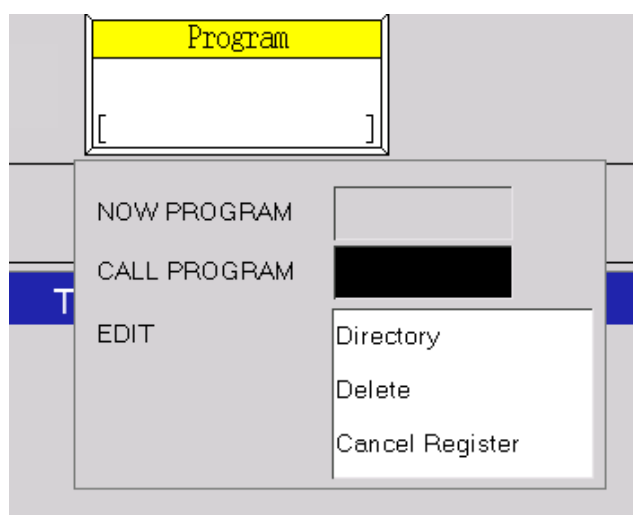 Program
[ ]
NOW PROGRAM
CALL PROGRAM
T
EDIT
Directory
Delete
Cancel Register